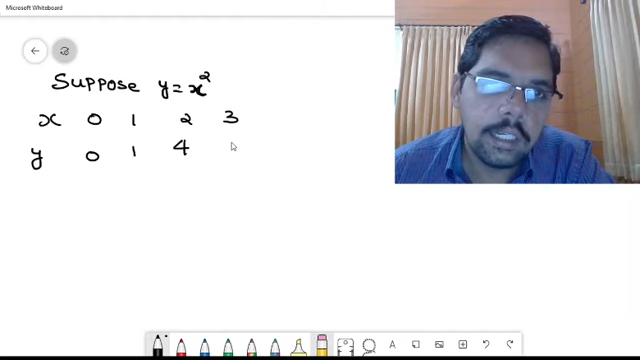 Microsoft Whiteboard
Suppose y = x²
x 0 1 2 3
y 0 1 4
A